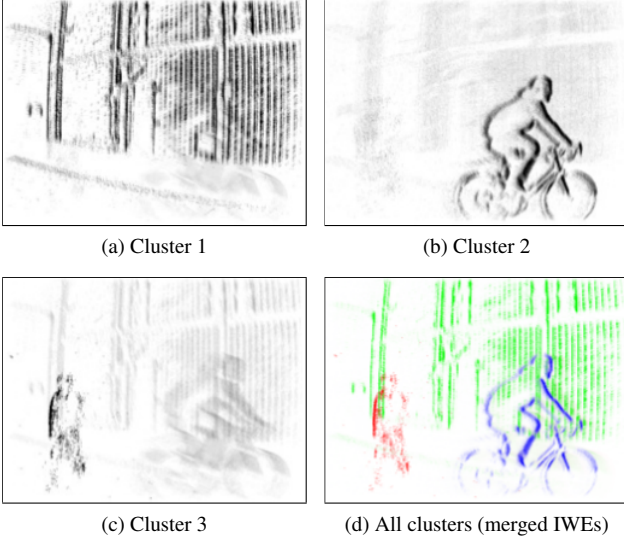 (a) Cluster 1
(b) Cluster 2
(c) Cluster 3
(d) All clusters (merged IWEs)